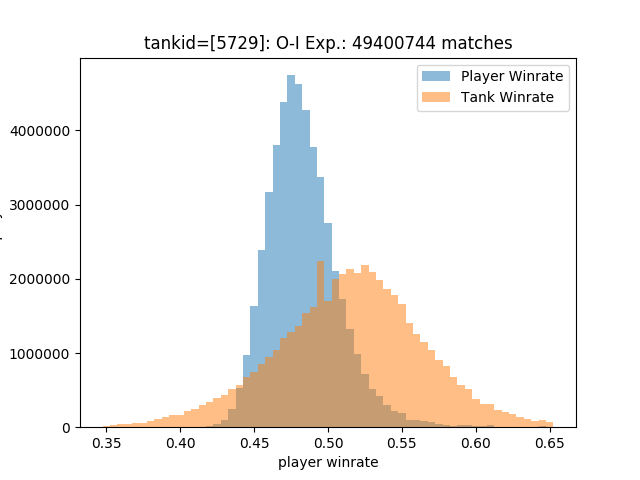 tankid=[5729]: O-I Exp.: 49400744 matches
Player Winrate
Tank Winrate
4000000
3000000
2000000
1000000
0
0.35 0.40 0.45 0.50 0.55 0.60 0.65
player winrate